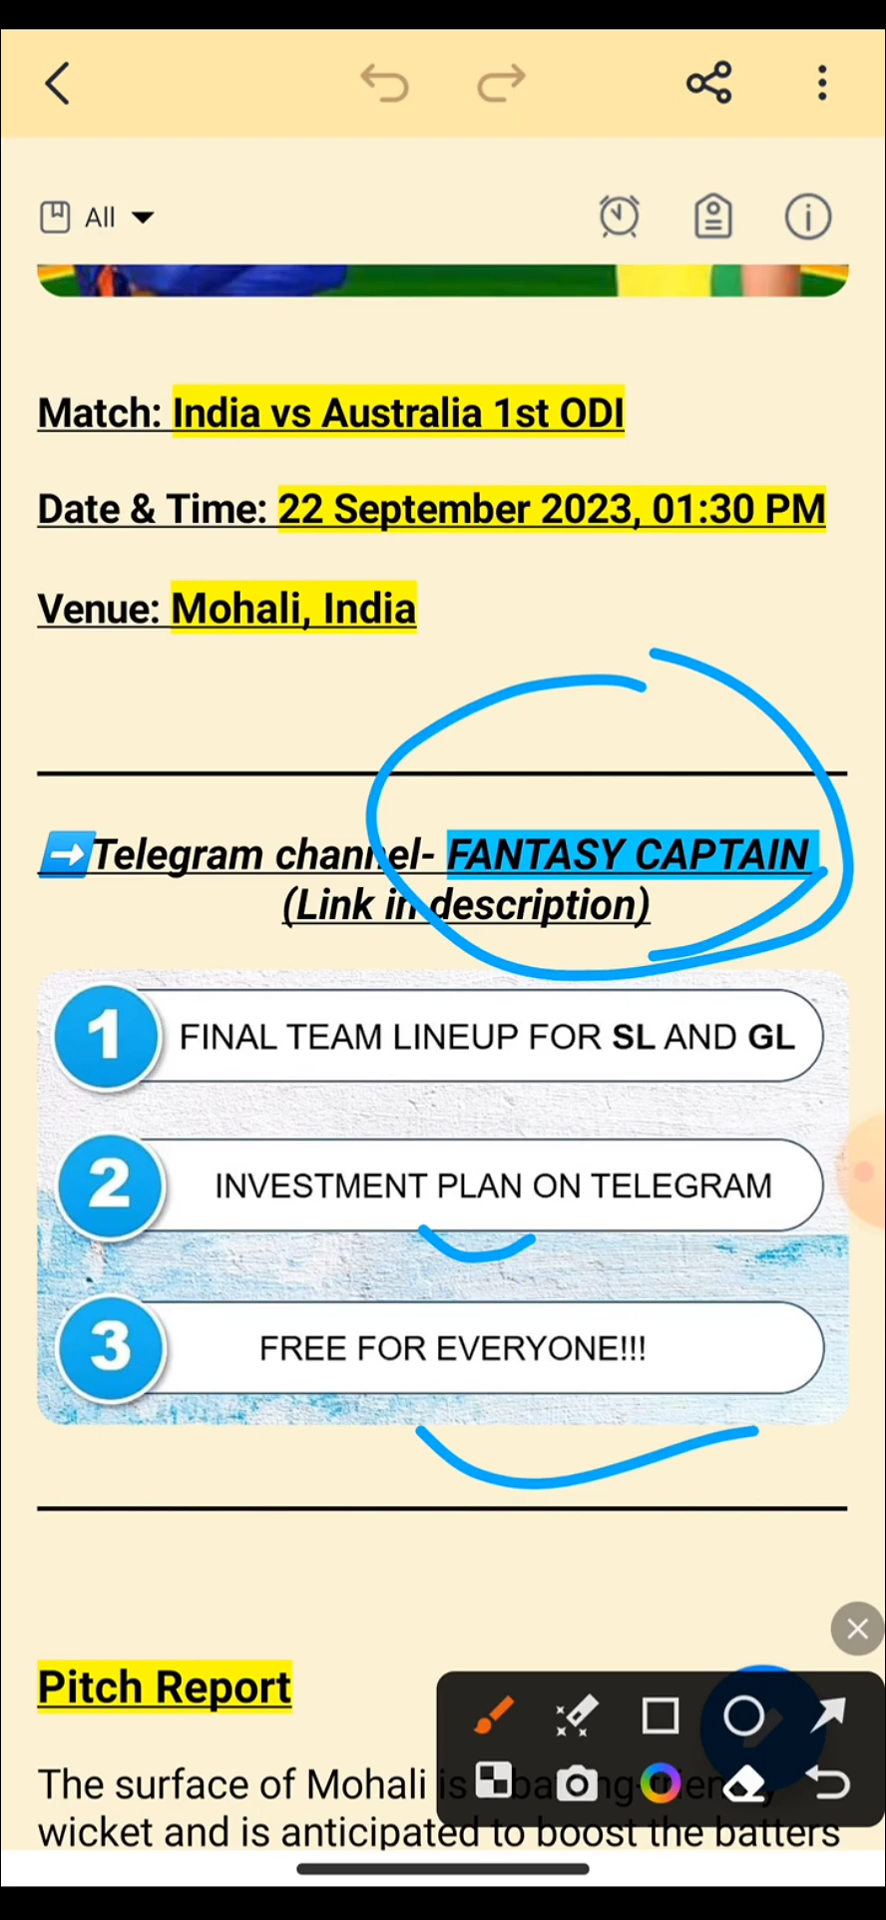 All
Match: India vs Australia 1st ODI
Date & Time: 22 September 2023, 01:30 PM
Venue: Mohali, India
Telegram channel- FANTASY CAPTAIN
(Link in description)
1 FINAL TEAM LINEUP FOR SL AND GL
2 INVESTMENT PLAN ON TELEGRAM
3 FREE FOR EVERYONE!!!
Pitch Report
The surface of Mohali is
wicket and is anticipated to boost the batters